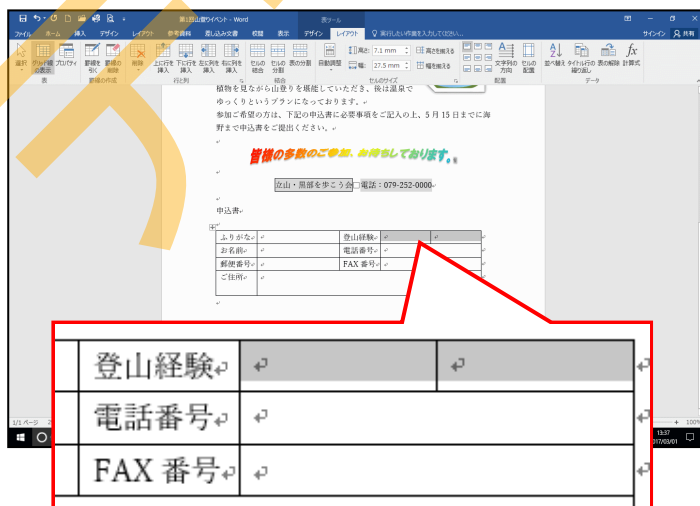 第1回山登りイベント - Word
表ツール
ファイル ホーム 挿入 デザイン レイアウト 参考資料 差し込み文書 校閲 表示 デザイン レイアウト 実行したい作業を入力してください... サインイン 共有
選択 グリッド線の表示 プロパティ 罫線を引く 罫線の削除 削除 上に行を挿入 下に行を挿入 左に列を挿入 右に列を挿入 セルの結合 セルの分割 表の分割 自動調整 高さ: 7.1 mm 高さを揃える 文字列の方向 セルの配置 並べ替え タイトル行の繰り返し 表の解除 計算式
幅: 27.5 mm 幅を揃える
表 罫線の作成 行と列 結合 セルのサイズ 配置 データ
植物を見ながら山登りを堪能していただき、後は温泉で
ゆっくりというプランになっております。
参加ご希望の方は、下記の申込書に必要事項をご記入の上、5 月 15 日までに海
野まで申込書をご提出ください。
皆様の多数のご参加、お待ちしております。
立山・黒部を歩こう会□電話：079-252-0000
申込書
ふりがな 登山経験
お名前 電話番号
郵便番号 FAX 番号
ご住所
登山経験
電話番号
FAX 番号
1/1 ページ
100%
13:37
2017/03/01